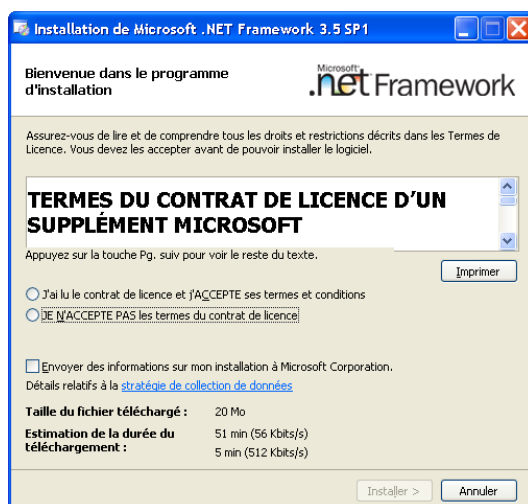 Installation de Microsoft .NET Framework 3.5 SP1
Bienvenue dans le programme
d'installation
Microsoft
.net Framework
Assurez-vous de lire et de comprendre tous les droits et restrictions décrits dans les Termes de
Licence. Vous devez les accepter avant de pouvoir installer le logiciel.
TERMES DU CONTRAT DE LICENCE D'UN
SUPPLÉMENT MICROSOFT
Appuyez sur la touche Pg. suiv pour voir le reste du texte.
Imprimer
J'ai lu le contrat de licence et j'ACCEPTE ses termes et conditions
JE N'ACCEPTE PAS les termes du contrat de licence
Envoyer des informations sur mon installation à Microsoft Corporation.
Détails relatifs à la stratégie de collection de données
Taille du fichier téléchargé : 20 Mo
Estimation de la durée du 51 min (56 Kbits/s)
téléchargement : 5 min (512 Kbits/s)
Installer > Annuler